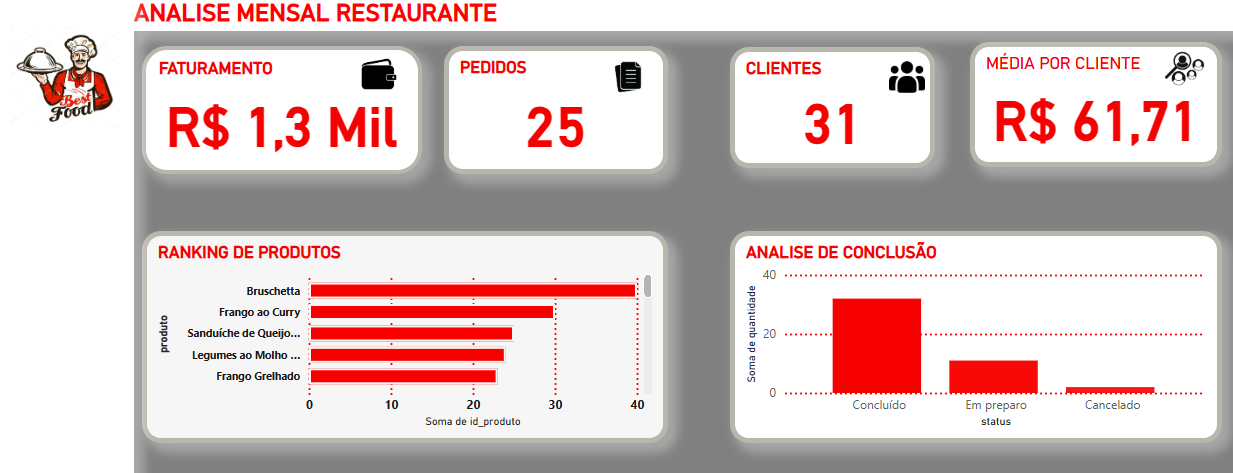 ANALISE MENSAL RESTAURANTE
Best
Food
FATURAMENTO
R$ 1,3 Mil
PEDIDOS
25
CLIENTES
31
MÉDIA POR CLIENTE
R$ 61,71
RANKING DE PRODUTOS
produto
Bruschetta
Frango ao Curry
Sanduíche de Queijo...
Legumes ao Molho ...
Frango Grelhado
0 10 20 30 40
Soma de id_produto
ANALISE DE CONCLUSÃO
Soma de quantidade
40
20
0
Concluído Em preparo Cancelado
status